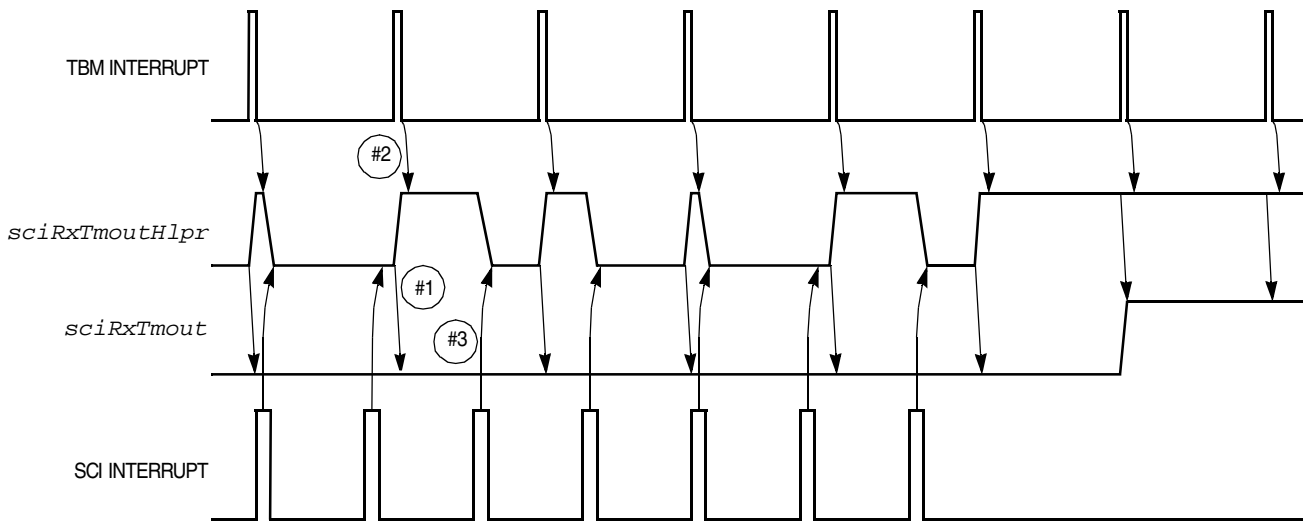 TBM INTERRUPT
#2
sciRxTmoutHlpr
#1
sciRxTmout
#3
SCI INTERRUPT